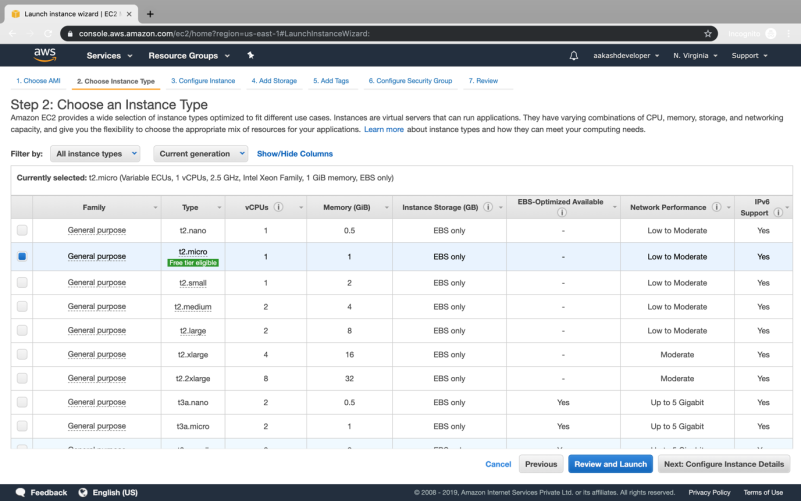 Launch instance wizard | EC2
console.aws.amazon.com/ec2/home?region=us-east-1#LaunchInstanceWizard:
Incognito
aws Services Resource Groups aakashdeveloper N. Virginia Support
1. Choose AMI 2. Choose Instance Type 3. Configure Instance 4. Add Storage 5. Add Tags 6. Configure Security Group 7. Review
Step 2: Choose an Instance Type
Amazon EC2 provides a wide selection of instance types optimized to fit different use cases. Instances are virtual servers that can run applications. They have varying combinations of CPU, memory, storage, and networking
capacity, and give you the flexibility to choose the appropriate mix of resources for your applications. Learn more about instance types and how they can meet your computing needs.
Filter by: All instance types Current generation Show/Hide Columns
Currently selected: t2.micro (Variable ECUs, 1 vCPUs, 2.5 GHz, Intel Xeon Family, 1 GiB memory, EBS only)
Family Type vCPUs Memory (GiB) Instance Storage (GB) EBS-Optimized Available Network Performance IPv6 Support
General purpose t2.nano 1 0.5 EBS only - Low to Moderate Yes
General purpose t2.micro 1 1 EBS only - Low to Moderate Yes
Free tier eligible
General purpose t2.small 1 2 EBS only - Low to Moderate Yes
General purpose t2.medium 2 4 EBS only - Low to Moderate Yes
General purpose t2.large 2 8 EBS only - Low to Moderate Yes
General purpose t2.xlarge 4 16 EBS only - Moderate Yes
General purpose t2.2xlarge 8 32 EBS only - Moderate Yes
General purpose t3a.nano 2 0.5 EBS only Yes Up to 5 Gigabit Yes
General purpose t3a.micro 2 1 EBS only Yes Up to 5 Gigabit Yes
Cancel Previous Review and Launch Next: Configure Instance Details
Feedback English (US) © 2008 - 2019, Amazon Internet Services Private Ltd. or its affiliates. All rights reserved. Privacy Policy Terms of Use